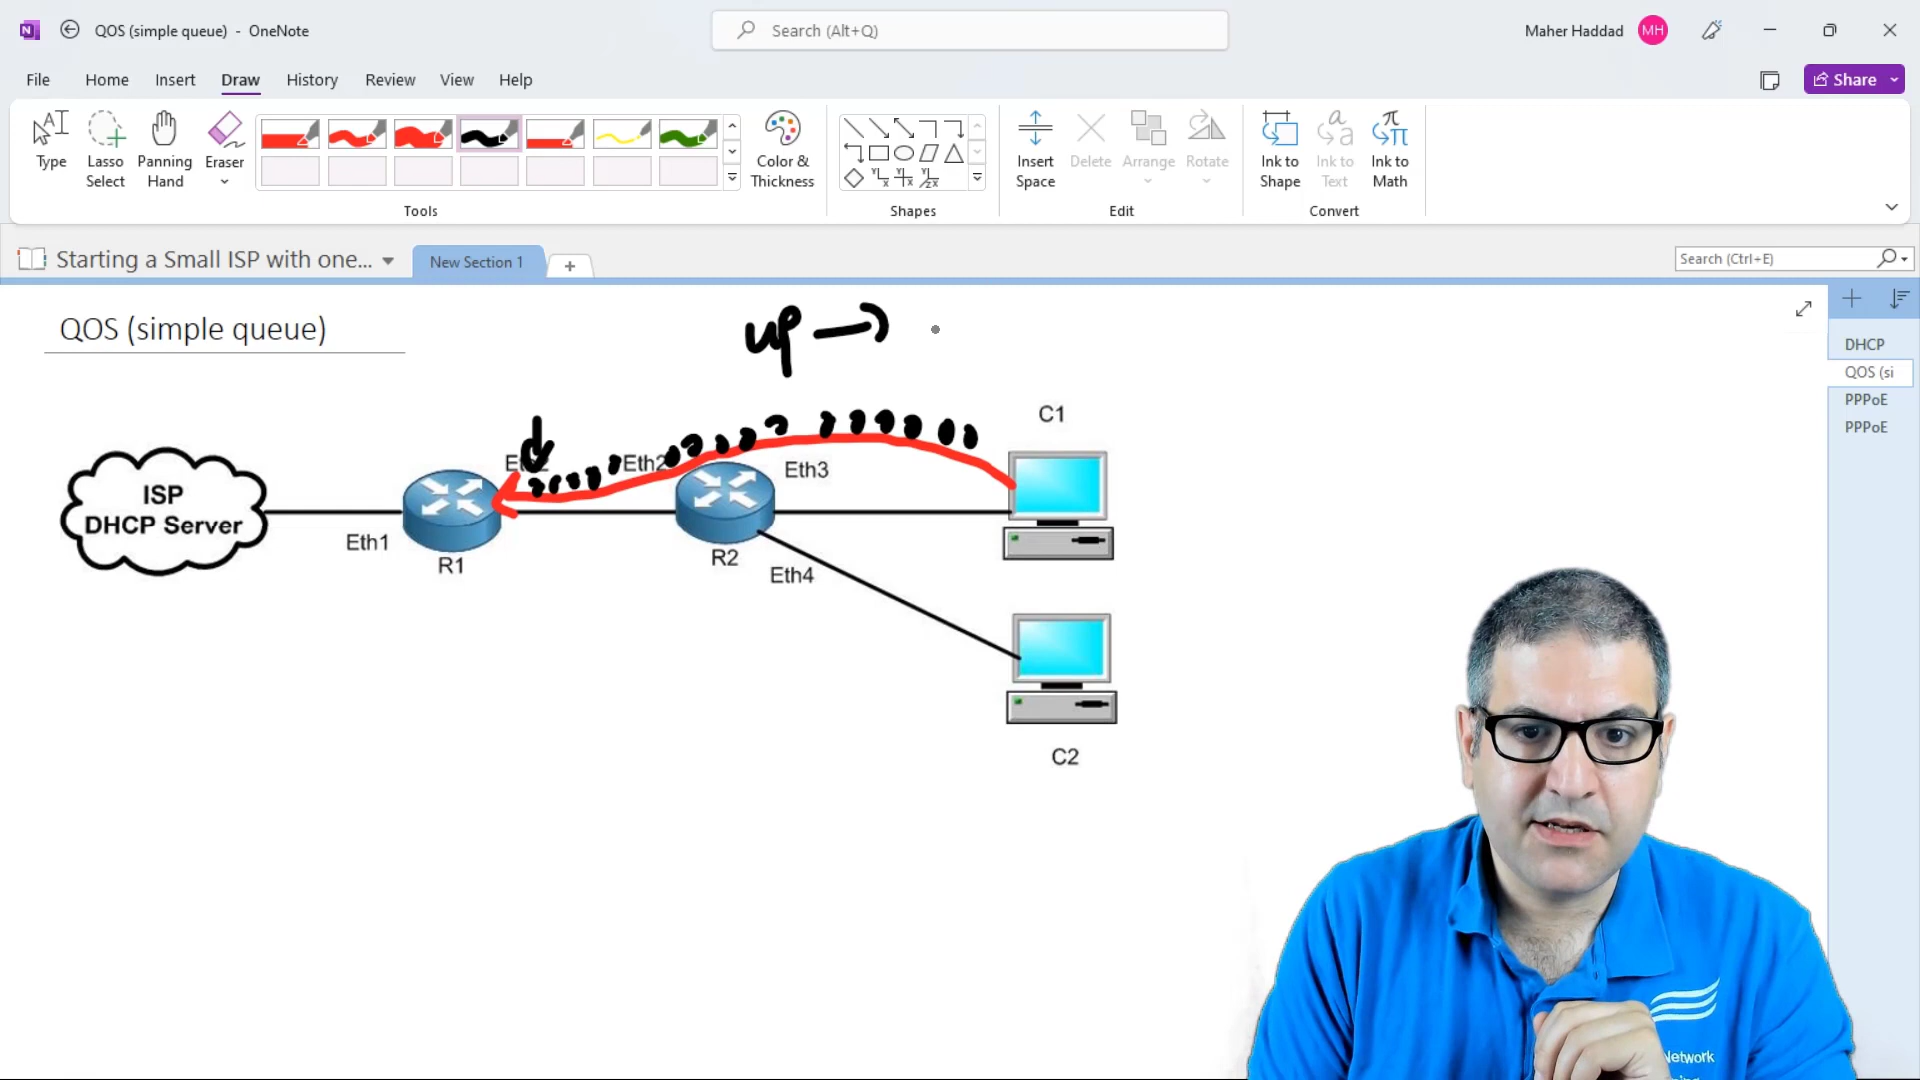 QOS (simple queue) - OneNote
Search (Alt+Q)
Maher Haddad
MH
File Home Insert Draw History Review View Help
Share
Type
Lasso Select
Panning Hand
Eraser
Color & Thickness
Insert Space
Delete
Arrange
Rotate
Ink to Shape
Ink to Text
Ink to Math
Tools
Shapes
Edit
Convert
Starting a Small ISP with one...
New Section 1
Search (Ctrl+E)
QOS (simple queue)
up
DHCP
QOS (si
PPPoE
PPPoE
C1
Eth2
Eth3
ISP
DHCP Server
Eth1
R1
R2
Eth4
C2
Network